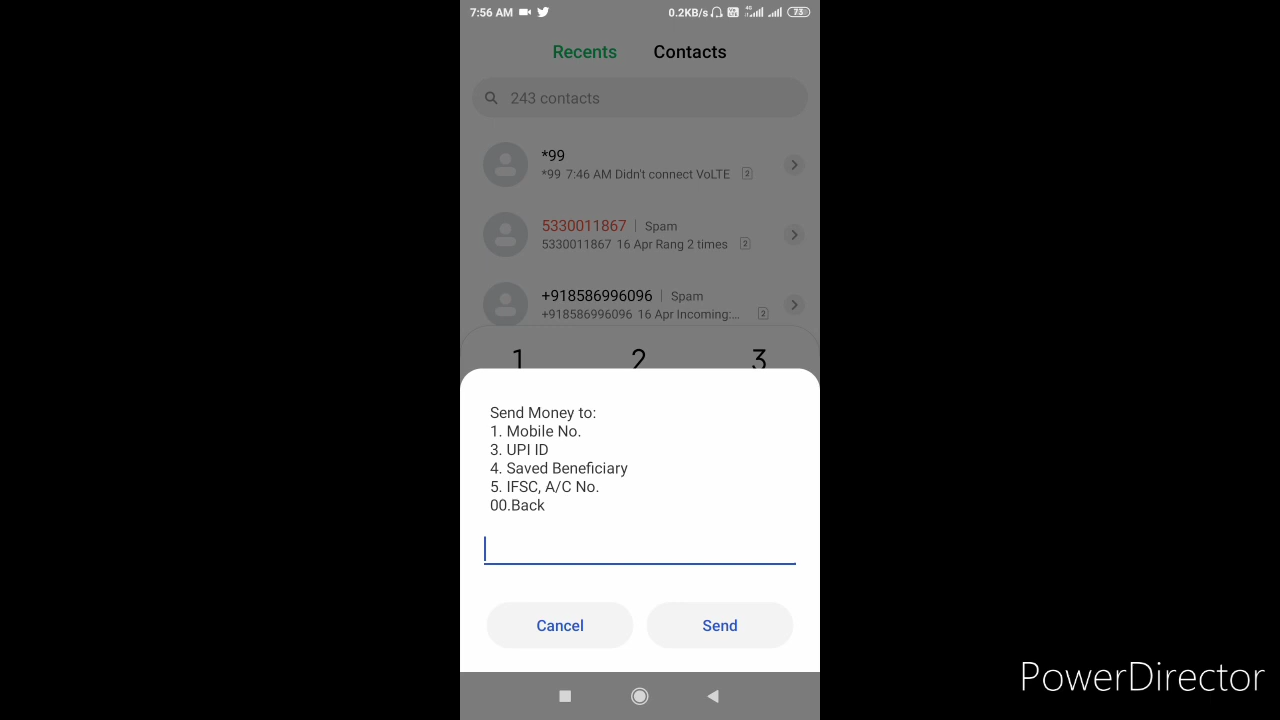 7:56 AM
0.2KB/s 4G 73
Recents Contacts
243 contacts
*99
*99 7:46 AM Didn't connect VoLTE 2
5330011867 | Spam
5330011867 16 Apr Rang 2 times 2
+918586996096 | Spam
+918586996096 16 Apr Incoming:... 2
1 2 3
Send Money to:
1. Mobile No.
3. UPI ID
4. Saved Beneficiary
5. IFSC, A/C No.
00.Back
Cancel Send
PowerDirector